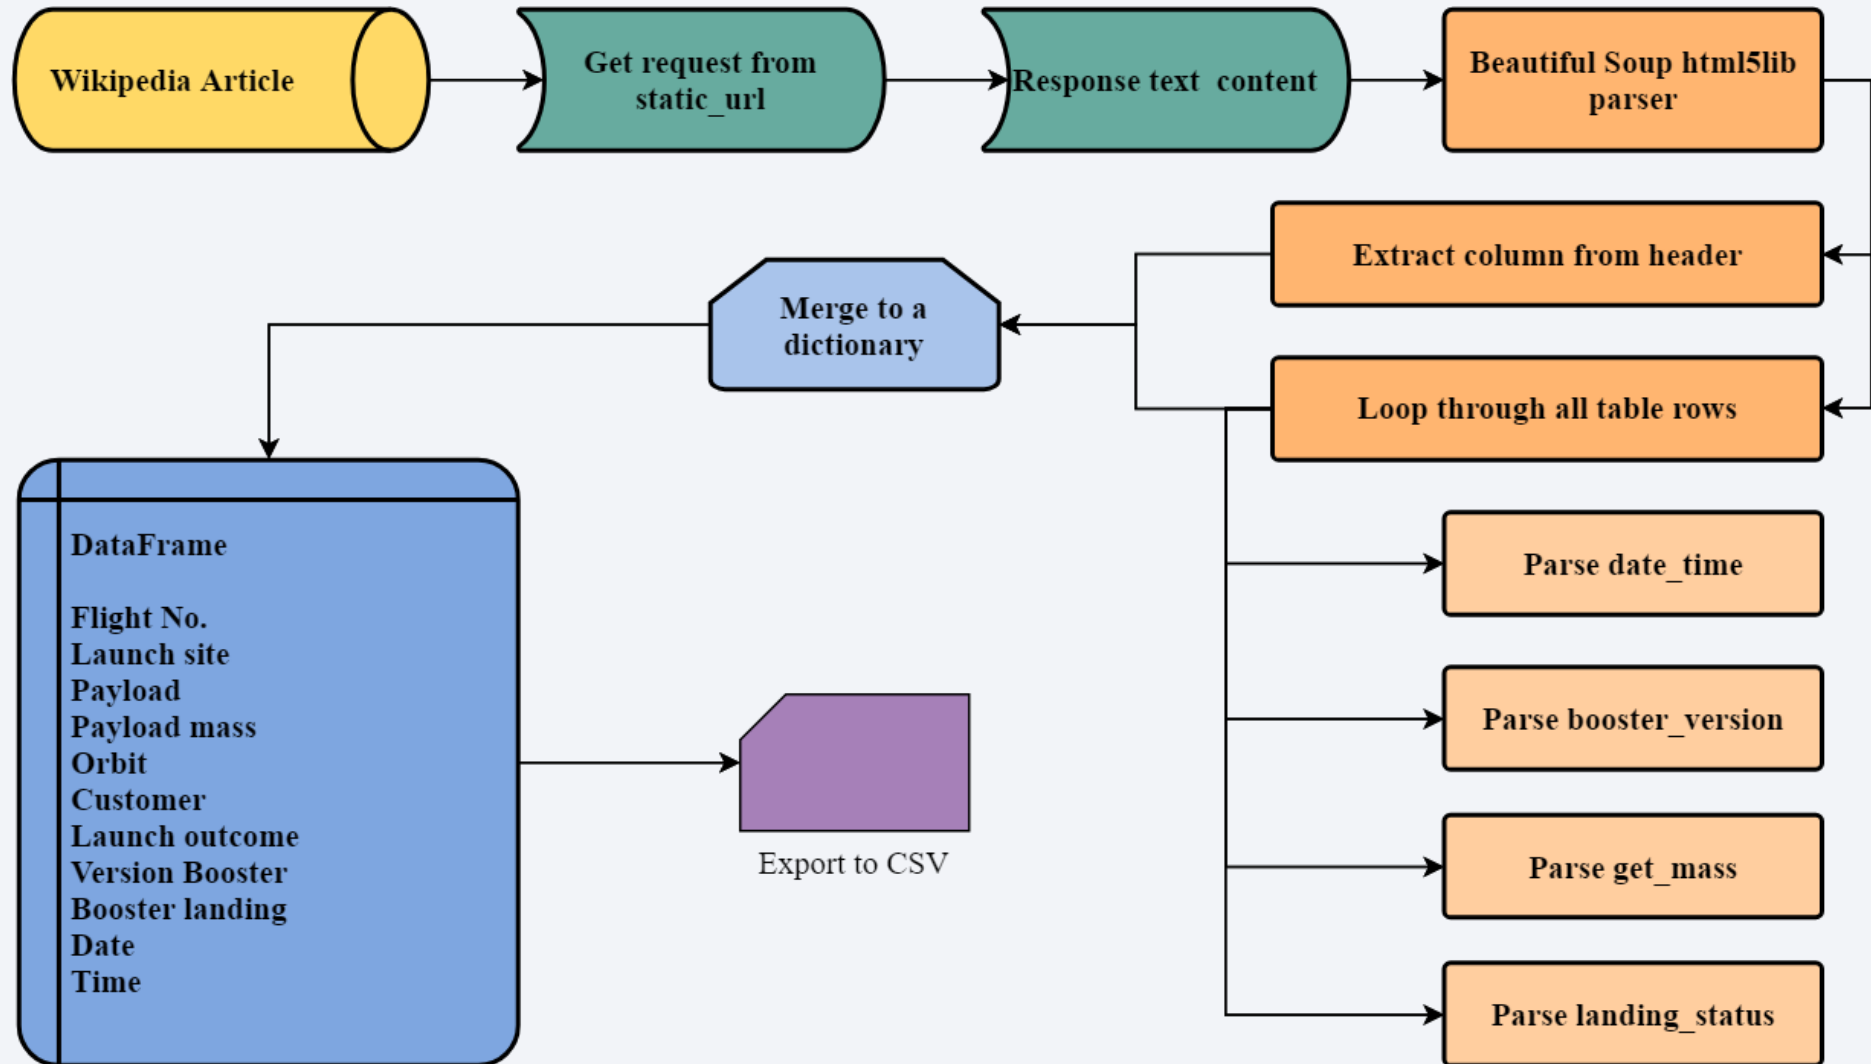 Wikipedia Article
Get request from
static_url
Response text  content
Beautiful Soup html5lib
parser
Extract column from header
Merge to a
dictionary
Loop through all table rows
DataFrame
Flight No.
Launch site
Payload
Payload mass
Orbit
Customer
Launch outcome
Version Booster
Booster landing
Date
Time
Export to CSV
Parse date_time
Parse booster_version
Parse get_mass
Parse landing_status